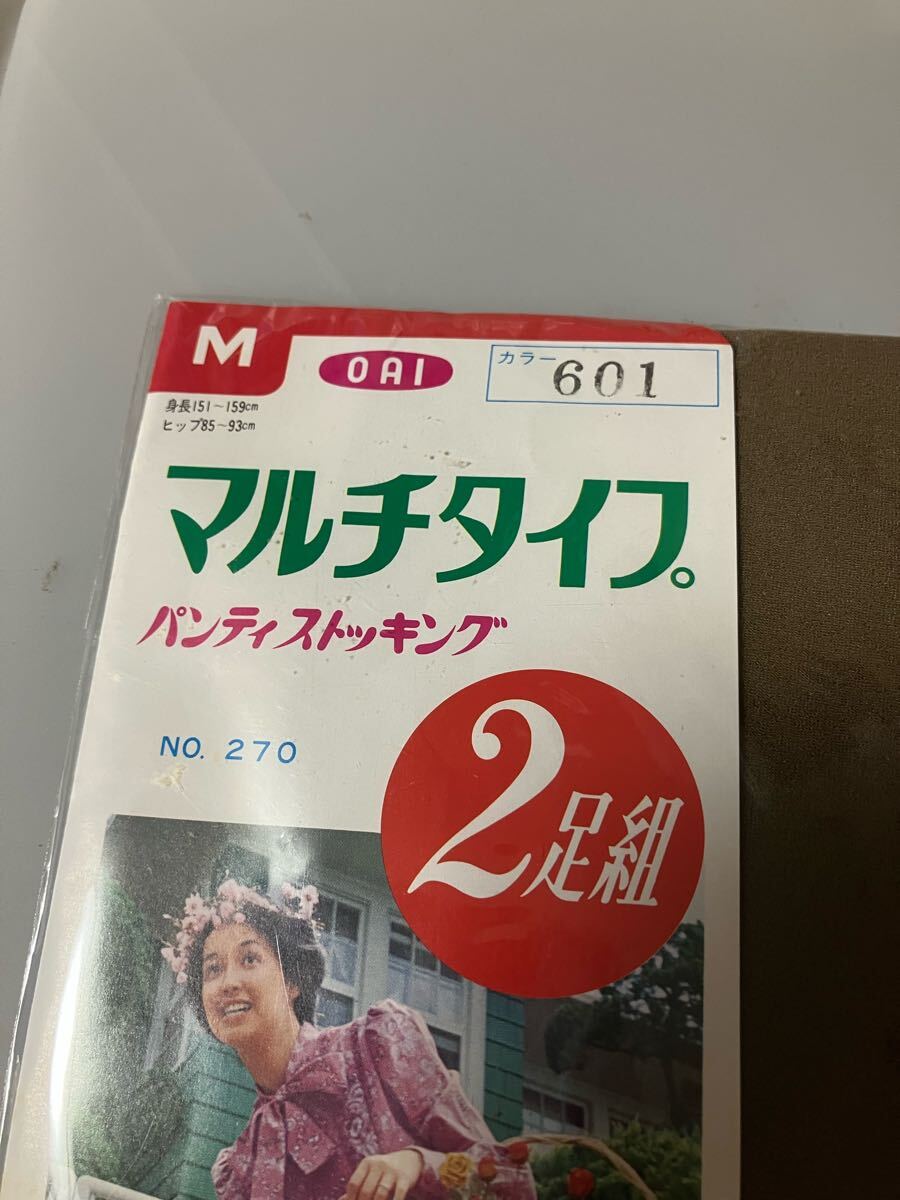 M
OAI
カラー
601
身長151～159cm
ヒップ85～93cm
マルチタイプ
パンティストッキング
NO. 270
2足組